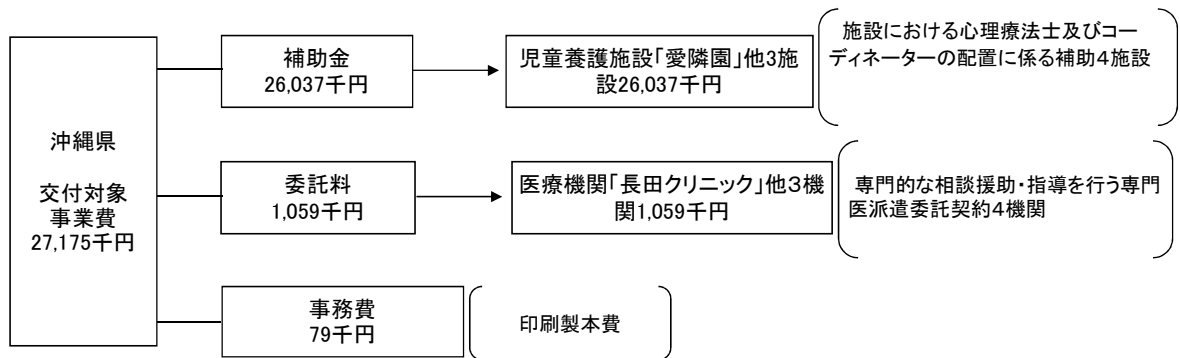 沖縄県
交付対象
事業費
27,175千円
補助金
26,037千円
児童養護施設「愛隣園」他3施
設26,037千円
施設における心理療法士及びコー
ディネーターの配置に係る補助4施設
委託料
1,059千円
医療機関「長田クリニック」他3機
関1,059千円
専門的な相談援助・指導を行う専門
医派遣委託契約4機関
事務費
79千円
印刷製本費